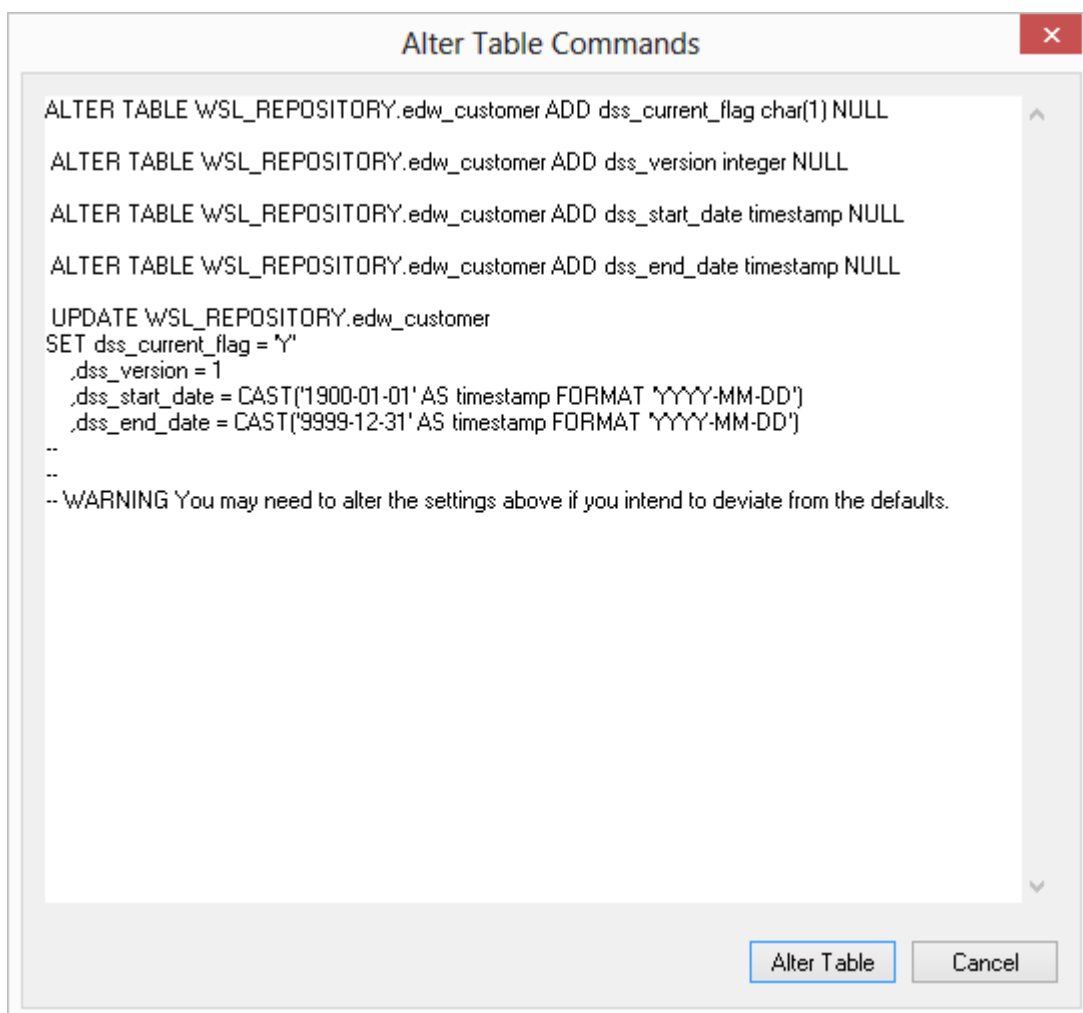 Alter Table Commands
ALTER TABLE WSL_REPOSITORY.edw_customer ADD dss_current_flag char(1) NULL
ALTER TABLE WSL_REPOSITORY.edw_customer ADD dss_version integer NULL
ALTER TABLE WSL_REPOSITORY.edw_customer ADD dss_start_date timestamp NULL
ALTER TABLE WSL_REPOSITORY.edw_customer ADD dss_end_date timestamp NULL
UPDATE WSL_REPOSITORY.edw_customer
SET dss_current_flag = 'Y'
,dss_version = 1
,dss_start_date = CAST('1900-01-01' AS timestamp FORMAT 'YYYY-MM-DD')
,dss_end_date = CAST('9999-12-31' AS timestamp FORMAT 'YYYY-MM-DD')
--
--
-- WARNING You may need to alter the settings above if you intend to deviate from the defaults.
Alter Table Cancel